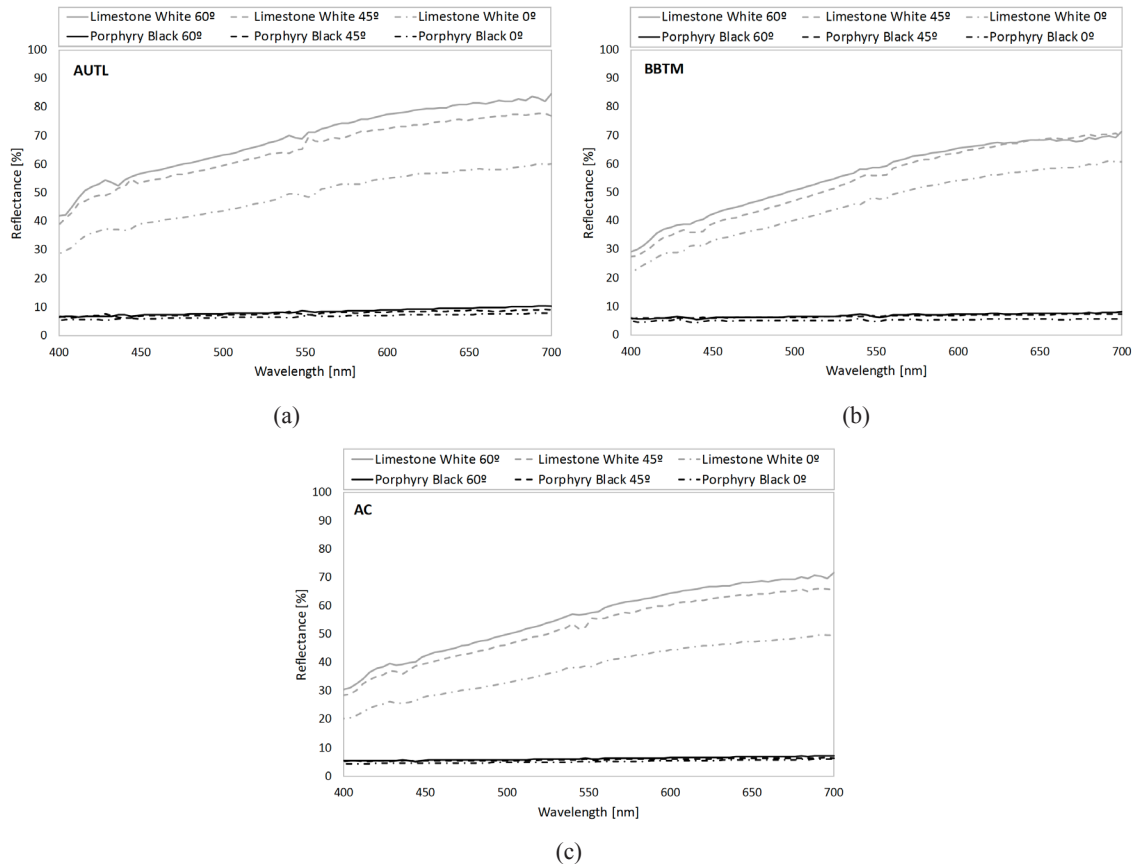 Limestone White 60º Limestone White 45º Limestone White 0º
Porphyry Black 60º Porphyry Black 45º Porphyry Black 0º
100
90
80
70
60
50
40
30
20
10
0
Reflectance [%]
AUTL
400 450 500 550 600 650 700
Wavelength [nm]
(a)
Limestone White 60º Limestone White 45º Limestone White 0º
Porphyry Black 60º Porphyry Black 45º Porphyry Black 0º
100
90
80
70
60
50
40
30
20
10
0
Reflectance [%]
BBTM
400 450 500 550 600 650 700
Wavelength [nm]
(b)
Limestone White 60º Limestone White 45º Limestone White 0º
Porphyry Black 60º Porphyry Black 45º Porphyry Black 0º
100
90
80
70
60
50
40
30
20
10
0
Reflectance [%]
AC
400 450 500 550 600 650 700
Wavelength [nm]
(c)